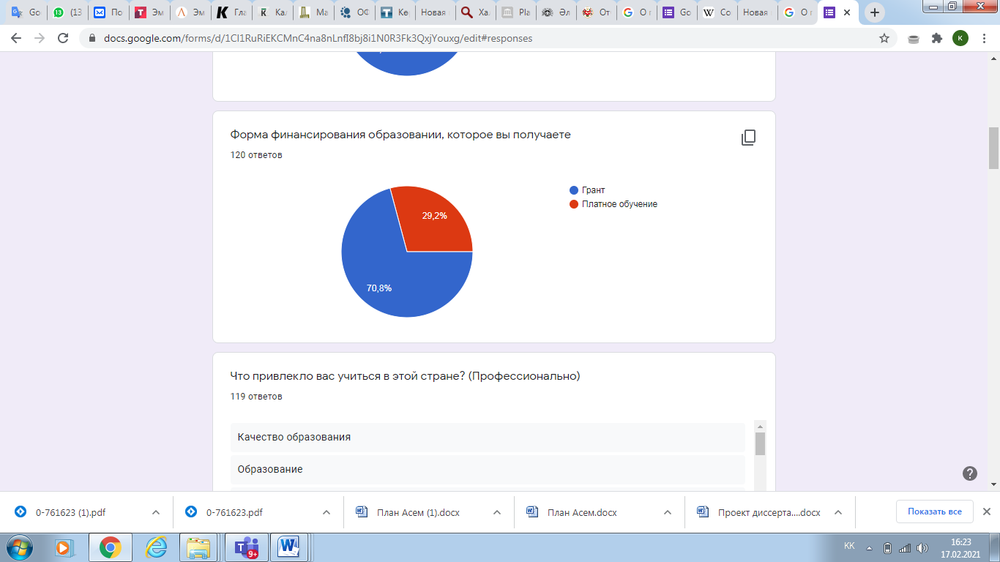 Go
(13
По
Эм
Эм
Гла
Ка
Ма
ОФ
Ке
Новая
Ха
Pla
Әл
От
О п
Go
Со
Новая
О п
docs.google.com/forms/d/1CI1RuRiEKCMnC4na8nLnfI8bj8i1N0R3Fk3QxjYouxg/edit#responses
K
Форма финансирования образовании, которое вы получаете
120 ответов
Грант
Платное обучение
29,2%
70,8%
Что привлекло вас учиться в этой стране? (Профессионально)
119 ответов
Качество образования
Образование
0-761623 (1).pdf
0-761623.pdf
План Асем (1).docx
План Асем.docx
Проект диссерта....docx
Показать все
9+
KK
16:23
17.02.2021